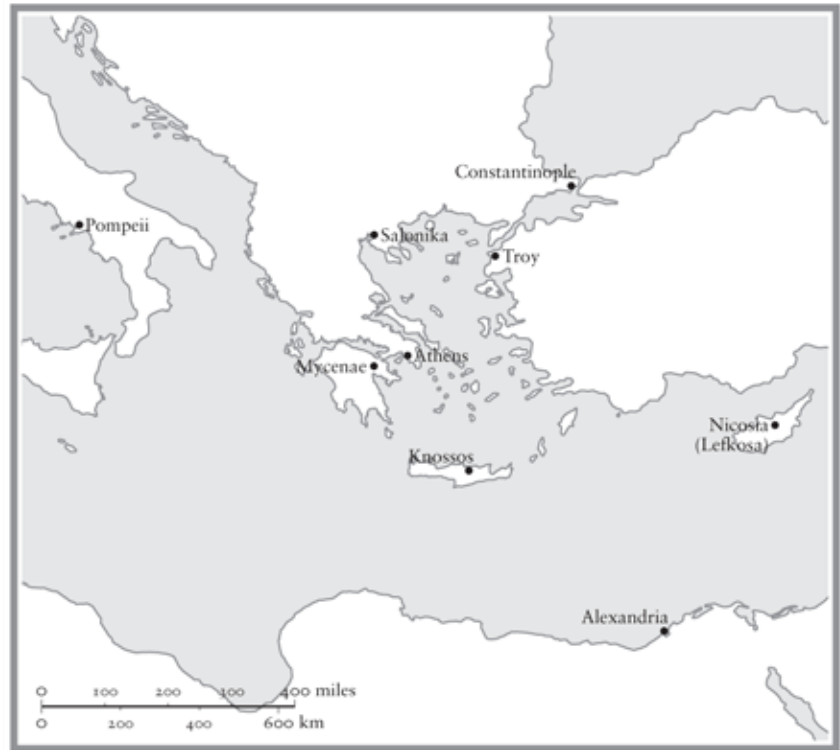 Constantinople
Pompeii
Salonika
Troy
Athens
Mycenae
Nicosia
(Lefkosa)
Knossos
Alexandria
0 100 200 300 400 miles
0 200 400 600 km